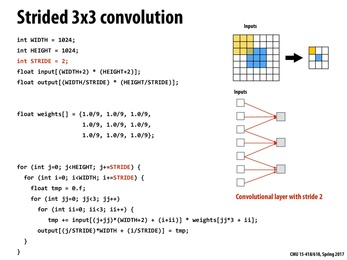 Strided 3x3 convolution
int WIDTH = 1024;
int HEIGHT = 1024;
int STRIDE = 2;
float input[(WIDTH+2) * (HEIGHT+2)];
float output[(WIDTH/STRIDE) * (HEIGHT/STRIDE)];
float weights[] = {1.0/9, 1.0/9, 1.0/9,
1.0/9, 1.0/9, 1.0/9,
1.0/9, 1.0/9, 1.0/9};
for (int j=0; j<HEIGHT; j+=STRIDE) {
for (int i=0; i<WIDTH; i+=STRIDE) {
float tmp = 0.f;
for (int jj=0; jj<3; jj++)
for (int ii=0; ii<3; ii++) {
tmp += input[(j+jj)*(WIDTH+2) + (i+ii)] * weights[jj*3 + ii];
output[(j/STRIDE)*WIDTH + (i/STRIDE)] = tmp;
}
}
Inputs
Inputs
Convolutional layer with stride 2
CMU 15-418/618, Spring 2017